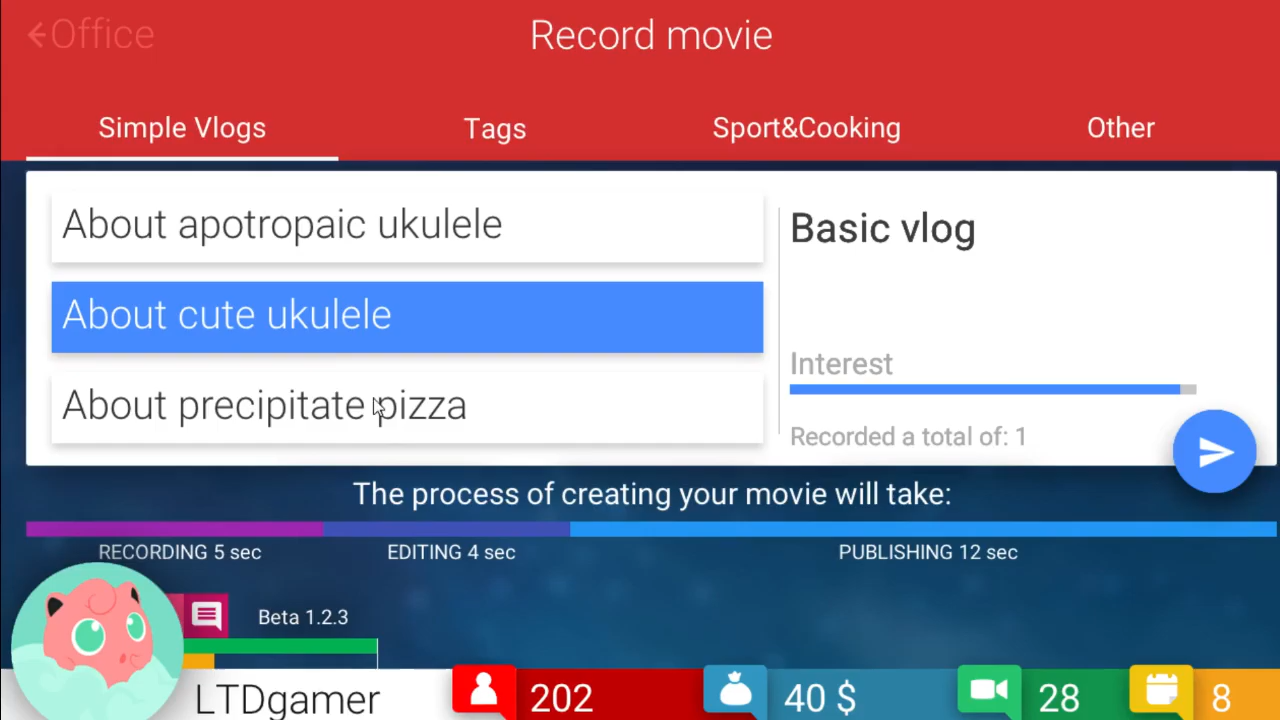 Office
Record movie
Simple Vlogs
Tags
Sport&Cooking
Other
About apotropaic ukulele
About cute ukulele
About precipitate pizza
Basic vlog
Interest
Recorded a total of: 1
The process of creating your movie will take:
RECORDING 5 sec
EDITING 4 sec
PUBLISHING 12 sec
Beta 1.2.3
LTDgamer
202
40 $
28
8